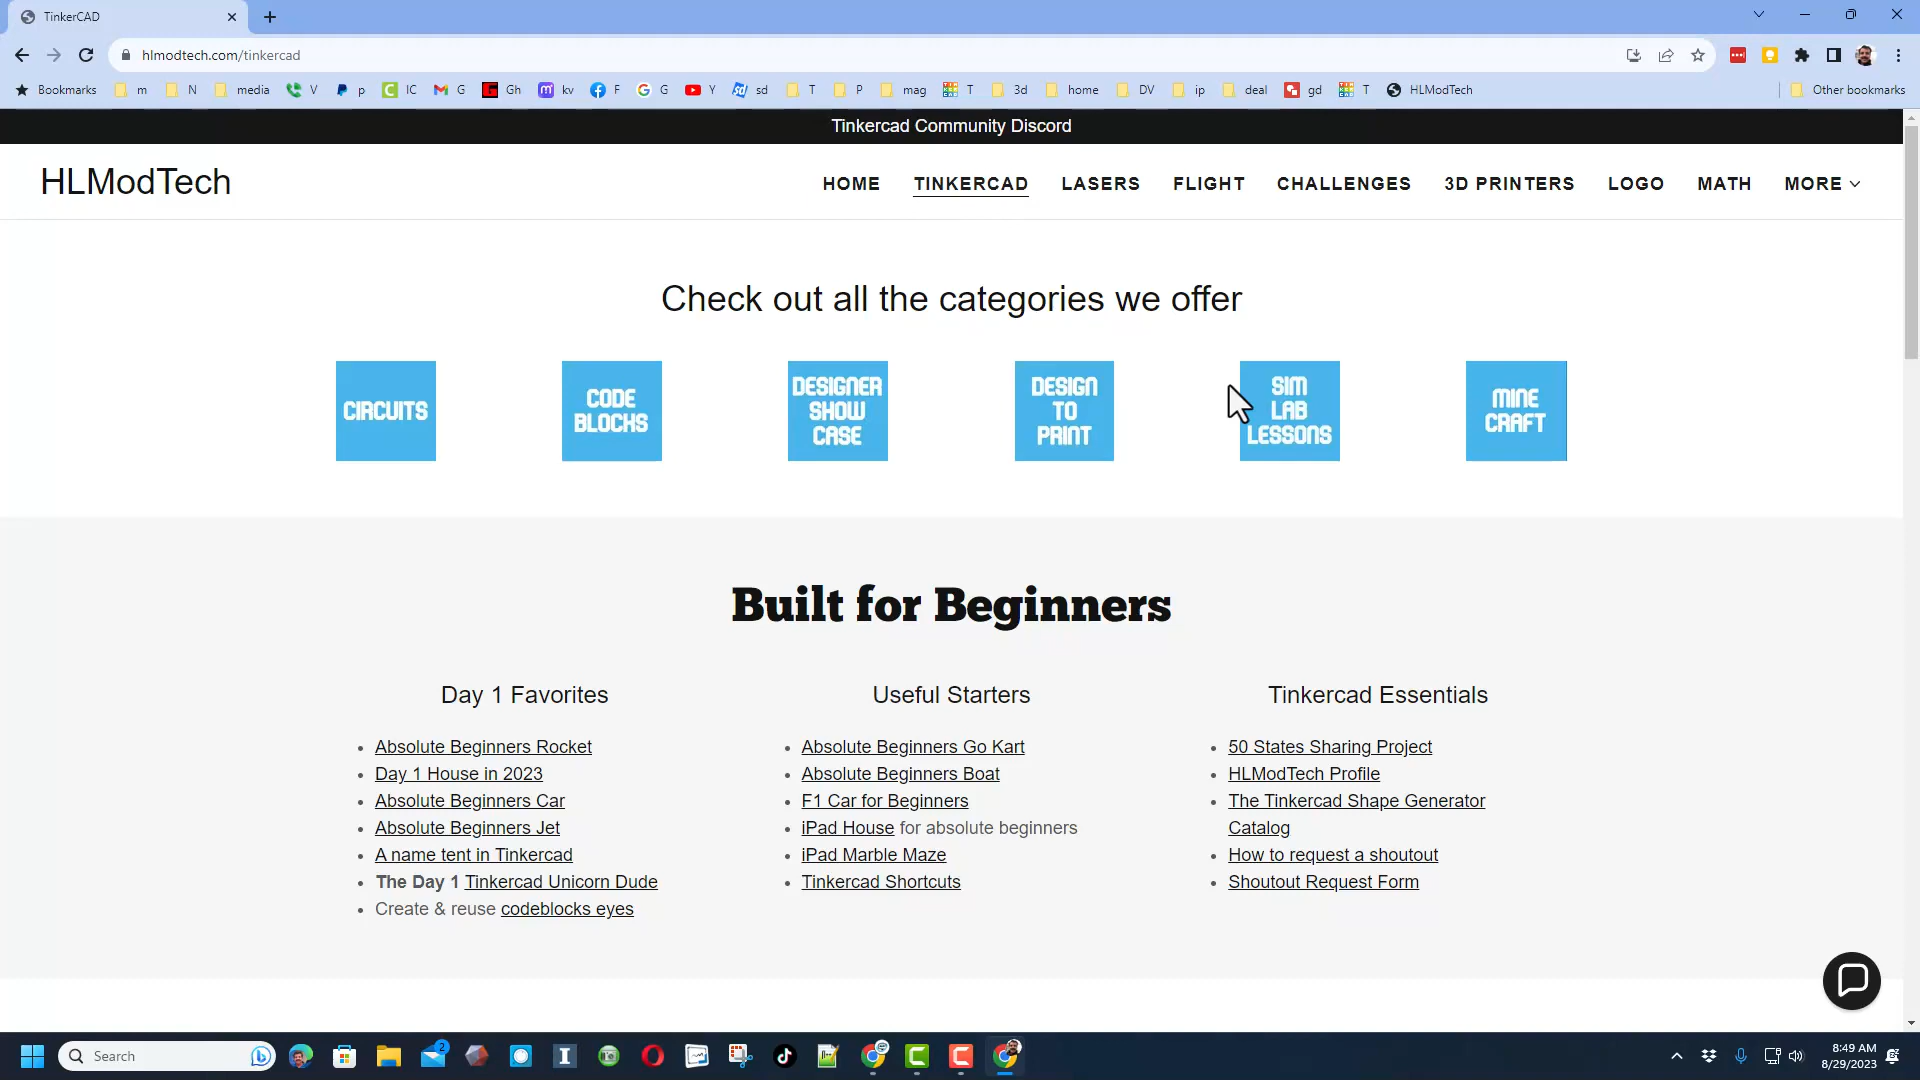 TinkerCAD
hlmodtech.com/tinkercad
Bookmarks m N media V p IC G Gh kv F G Y sd T P mag T 3d home DV ip deal gd T HLModTech Other bookmarks
Tinkercad Community Discord
HLModTech
HOME TINKERCAD LASERS FLIGHT CHALLENGES 3D PRINTERS LOGO MATH MORE
Check out all the categories we offer
CIRCUITS
CODE
BLOCKS
DESIGNER
SHOW
CASE
DESIGN
TO
PRINT
SIM
LAB
LESSONS
MINE
CRAFT
Built for Beginners
Day 1 Favorites
Absolute Beginners Rocket
Day 1 House in 2023
Absolute Beginners Car
Absolute Beginners Jet
A name tent in Tinkercad
The Day 1 Tinkercad Unicorn Dude
Create & reuse codeblocks eyes
Useful Starters
Absolute Beginners Go Kart
Absolute Beginners Boat
F1 Car for Beginners
iPad House for absolute beginners
iPad Marble Maze
Tinkercad Shortcuts
Tinkercad Essentials
50 States Sharing Project
HLModTech Profile
The Tinkercad Shape Generator
Catalog
How to request a shoutout
Shoutout Request Form
Search
2
8:49 AM
8/29/2023